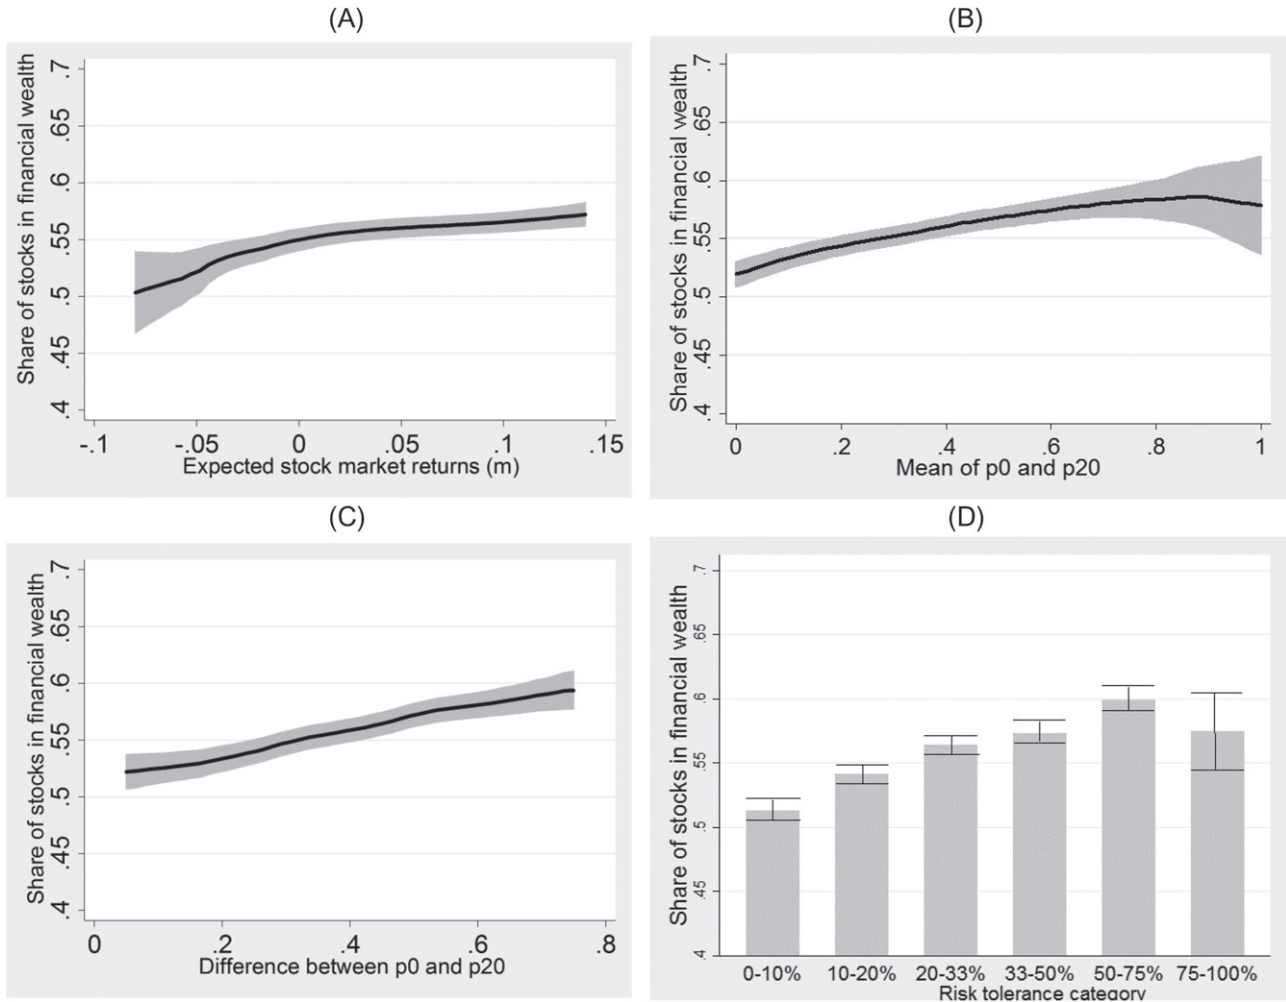 (A)
Share of stocks in financial wealth
.7
.65
.6
.55
.5
.45
.4
-.1 -.05 0 .05 .1 .15
Expected stock market returns (m)
(B)
Share of stocks in financial wealth
.7
.65
.6
.55
.5
.45
.4
0 .2 .4 .6 .8 1
Mean of p0 and p20
(C)
Share of stocks in financial wealth
.7
.65
.6
.55
.5
.45
.4
0 .2 .4 .6 .8
Difference between p0 and p20
(D)
Share of stocks in financial wealth
.7
.65
.6
.55
.5
.45
.4
0-10% 10-20% 20-33% 33-50% 50-75% 75-100%
Risk tolerance category